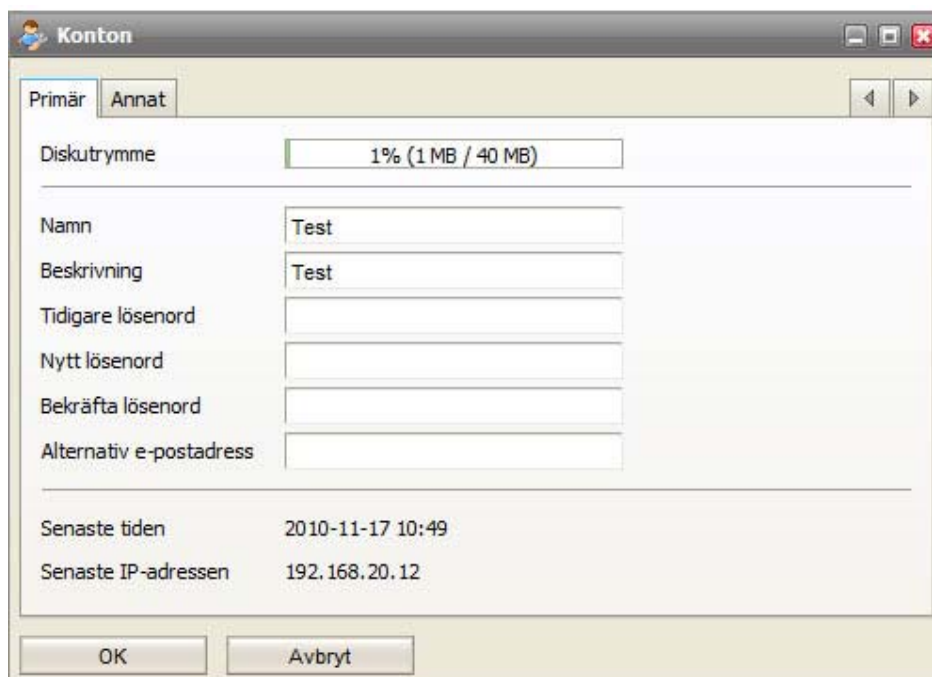 Konton
Primär Annat
Diskutrymme 1% (1 MB / 40 MB)
Namn Test
Beskrivning Test
Tidigare lösenord
Nytt lösenord
Bekräfta lösenord
Alternativ e-postadress
Senaste tiden 2010-11-17 10:49
Senaste IP-adressen 192.168.20.12
OK Avbryt